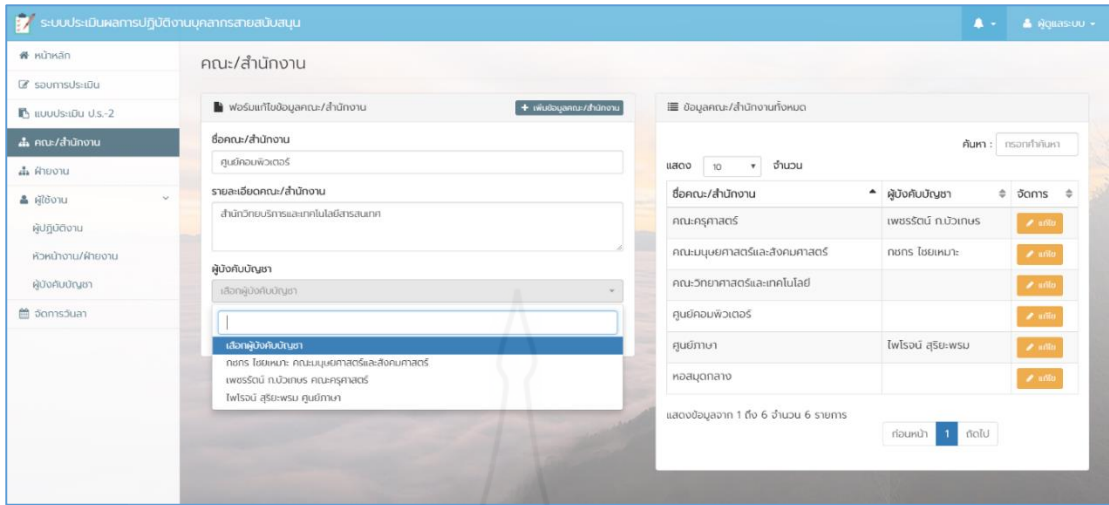 ระบบประเมินผลการปฏิบัติงานบุคลากรสายสนับสนุน
ผู้ดูแลระบบ
หน้าหลัก
รอบการประเมิน
แบบประเมิน ป.ร.-2
คณะ/สำนักงาน
ฝ่ายงาน
ผู้ใช้งาน
ผู้ปฏิบัติงาน
หัวหน้างาน/ฝ่ายงาน
ผู้บังคับบัญชา
จัดการวันลา
คณะ/สำนักงาน
ฟอร์มแก้ไขข้อมูลคณะ/สำนักงาน
+ เพิ่มข้อมูลคณะ/สำนักงาน
ชื่อคณะ/สำนักงาน
ศูนย์คอมพิวเตอร์
รายละเอียดคณะ/สำนักงาน
สำนักวิทยบริการและเทคโนโลยีสารสนเทศ
ผู้บังคับบัญชา
เลือกผู้บังคับบัญชา
เลือกผู้บังคับบัญชา
กชกร ไชยเหมาะ คณะมนุษยศาสตร์และสังคมศาสตร์
เพชรรัตน์ ก.บัวเกษร คณะครุศาสตร์
ไพโรจน์ สุริยะพรม ศูนย์ภาษา
ข้อมูลคณะ/สำนักงานทั้งหมด
ค้นหา : กรอกคำค้นหา
แสดง 10 จำนวน
ชื่อคณะ/สำนักงาน ผู้บังคับบัญชา จัดการ
คณะครุศาสตร์ เพชรรัตน์ ก.บัวเกษร แก้ไข
คณะมนุษยศาสตร์และสังคมศาสตร์ กชกร ไชยเหมาะ แก้ไข
คณะวิทยาศาสตร์และเทคโนโลยี แก้ไข
ศูนย์คอมพิวเตอร์ แก้ไข
ศูนย์ภาษา ไพโรจน์ สุริยะพรม แก้ไข
หอสมุดกลาง แก้ไข
แสดงข้อมูลจาก 1 ถึง 6 จำนวน 6 รายการ
ก่อนหน้า 1 ถัดไป